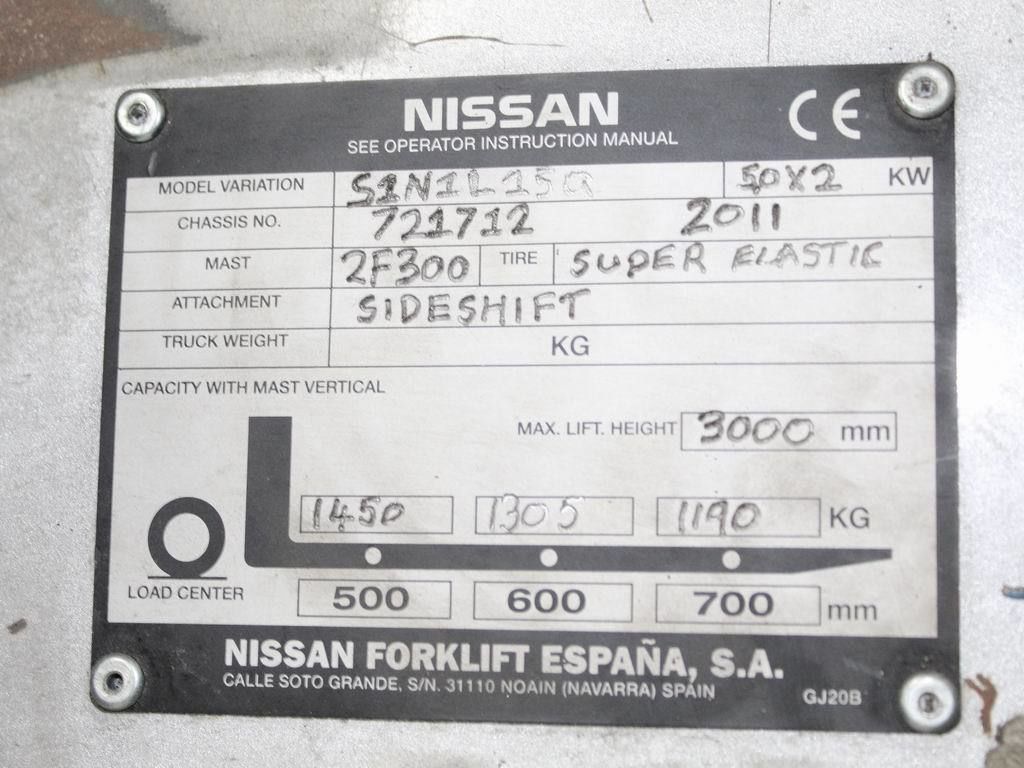 NISSAN CE
SEE OPERATOR INSTRUCTION MANUAL
MODEL VARIATION S1N1L15Q 50X2 KW
CHASSIS NO. 721712 2011
MAST 2F300 TIRE SUPER ELASTIC
ATTACHMENT SIDESHIFT
TRUCK WEIGHT KG
CAPACITY WITH MAST VERTICAL
MAX. LIFT. HEIGHT 3000 mm
1450 1305 1190 KG
LOAD CENTER 500 600 700 mm
NISSAN FORKLIFT ESPAÑA, S.A.
CALLE SOTO GRANDE, S/N. 31110 NOAIN (NAVARRA) SPAIN GJ20B